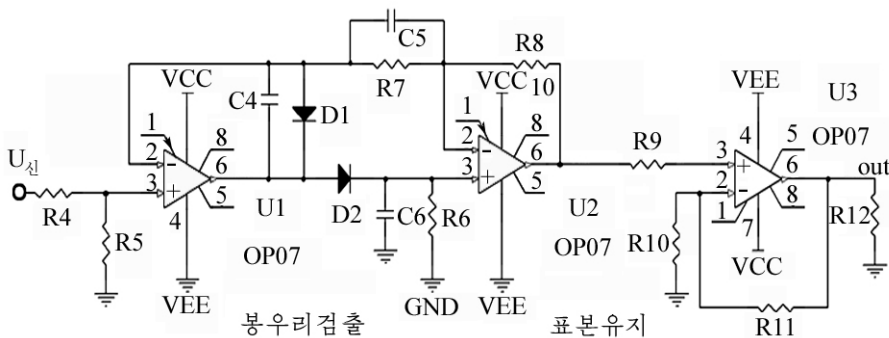 C5
R7
R8
10
VCC
C4
D1
1
2
3
4
5
6
8
U신
R4
R5
VEE
U1
OP07
D2
C6
R6
GND
VCC
1
2
3
8
6
5
VEE
U2
OP07
R9
VEE
4
3
2
1
7
5
6
8
VCC
U3
OP07
out
R10
R11
R12
봉우리검출
표본유지